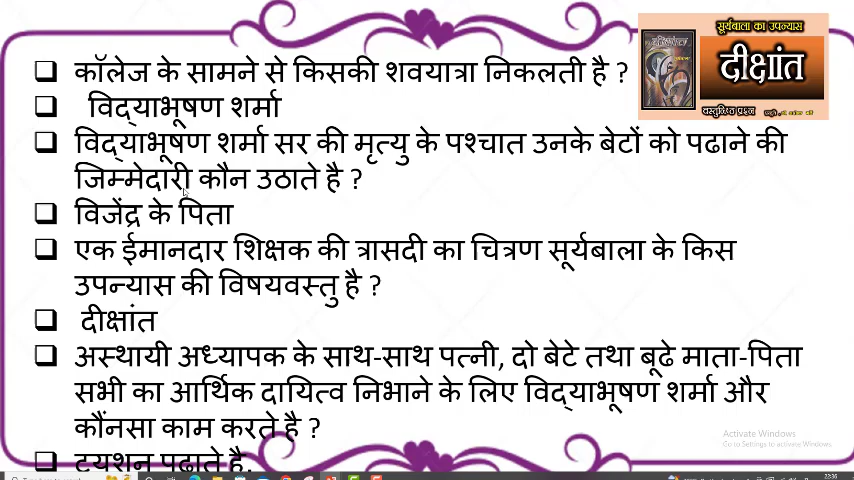 सूर्यबाला का उपन्यास
दीक्षांत
वस्तुनिष्ठ प्रश्न
कॉलेज के सामने से किसकी शवयात्रा निकलती है ?
विद्याभूषण शर्मा
विद्याभूषण शर्मा सर की मृत्यु के पश्चात उनके बेटों को पढाने की
जिम्मेदारी कौन उठाते है ?
विजेंद्र के पिता
एक ईमानदार शिक्षक की त्रासदी का चित्रण सूर्यबाला के किस
उपन्यास की विषयवस्तु है ?
दीक्षांत
अस्थायी अध्यापक के साथ-साथ पत्नी, दो बेटे तथा बूढे माता-पिता
सभी का आर्थिक दायित्व निभाने के लिए विद्याभूषण शर्मा और
कौंनसा काम करते है ?
ट्युशन पढाते है.
Activate Windows
Go to Settings to activate Windows.
22:36